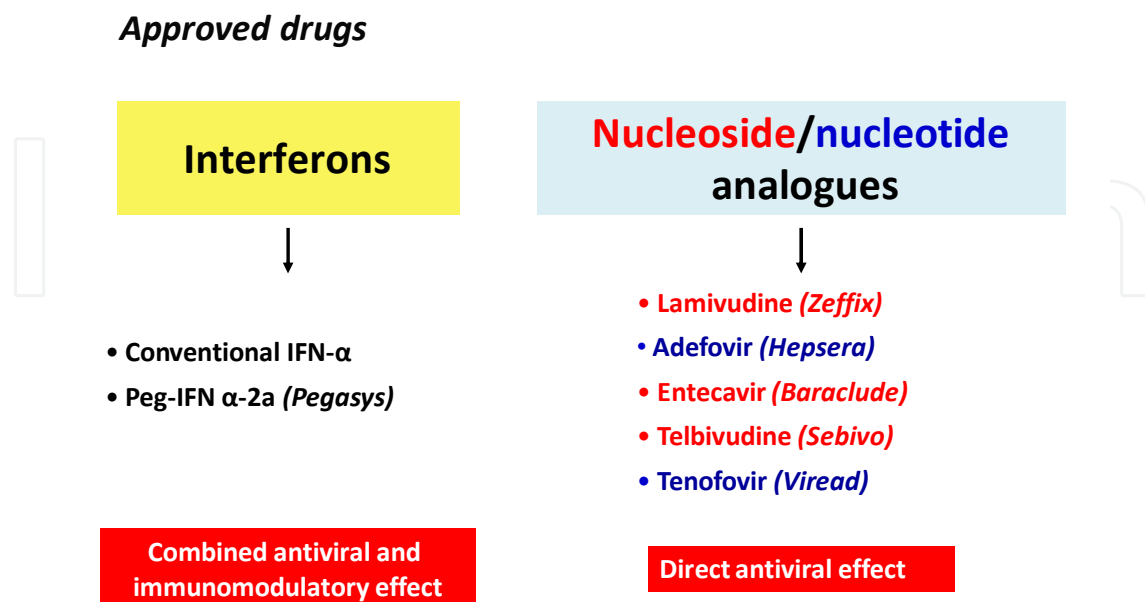 Approved drugs
Interferons
Nucleoside/nucleotide
analogues
• Conventional IFN-α
• Peg-IFN α-2a (Pegasys)
• Lamivudine (Zeffix)
• Adefovir (Hepsera)
• Entecavir (Baraclude)
• Telbivudine (Sebivo)
• Tenofovir (Viread)
Combined antiviral and
immunomodulatory effect
Direct antiviral effect